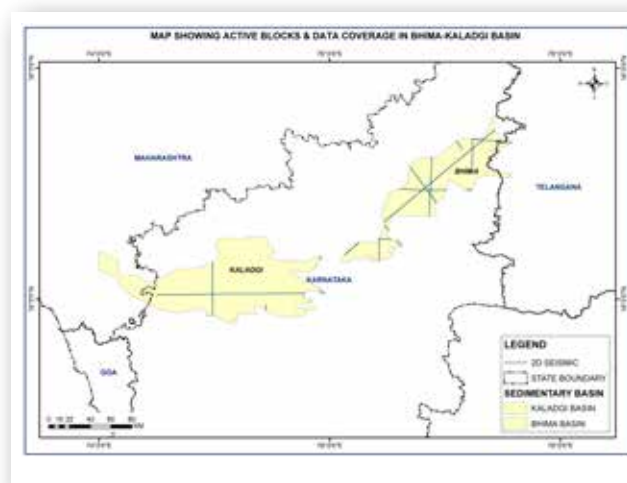 MAP SHOWING ACTIVE BLOCKS & DATA COVERAGE IN BHIMA-KALADGI BASIN
MAHARASHTRA
BHIMA
TELANGANA
KALADGI
KARNATAKA
GOA
LEGEND
2D SEISMIC
STATE BOUNDARY
SEDIMENTARY BASIN
KALADGI BASIN
BHIMA BASIN